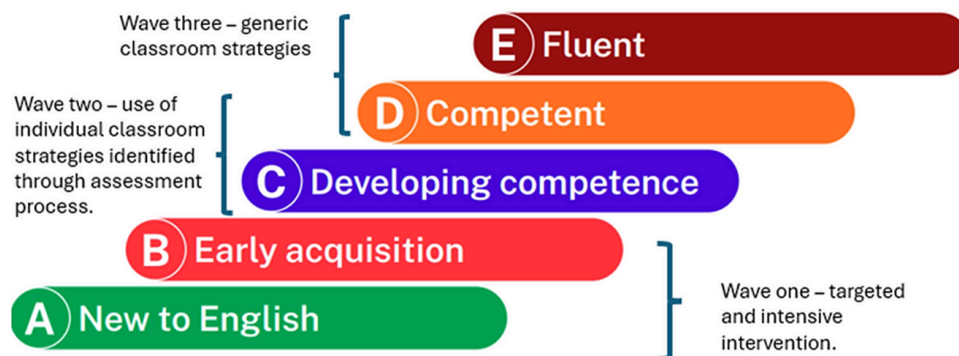 Wave three – generic
classroom strategies
E Fluent
D Competent
Wave two – use of
individual classroom
strategies identified
through assessment
process.
C Developing competence
B Early acquisition
A New to English
Wave one – targeted
and intensive
intervention.